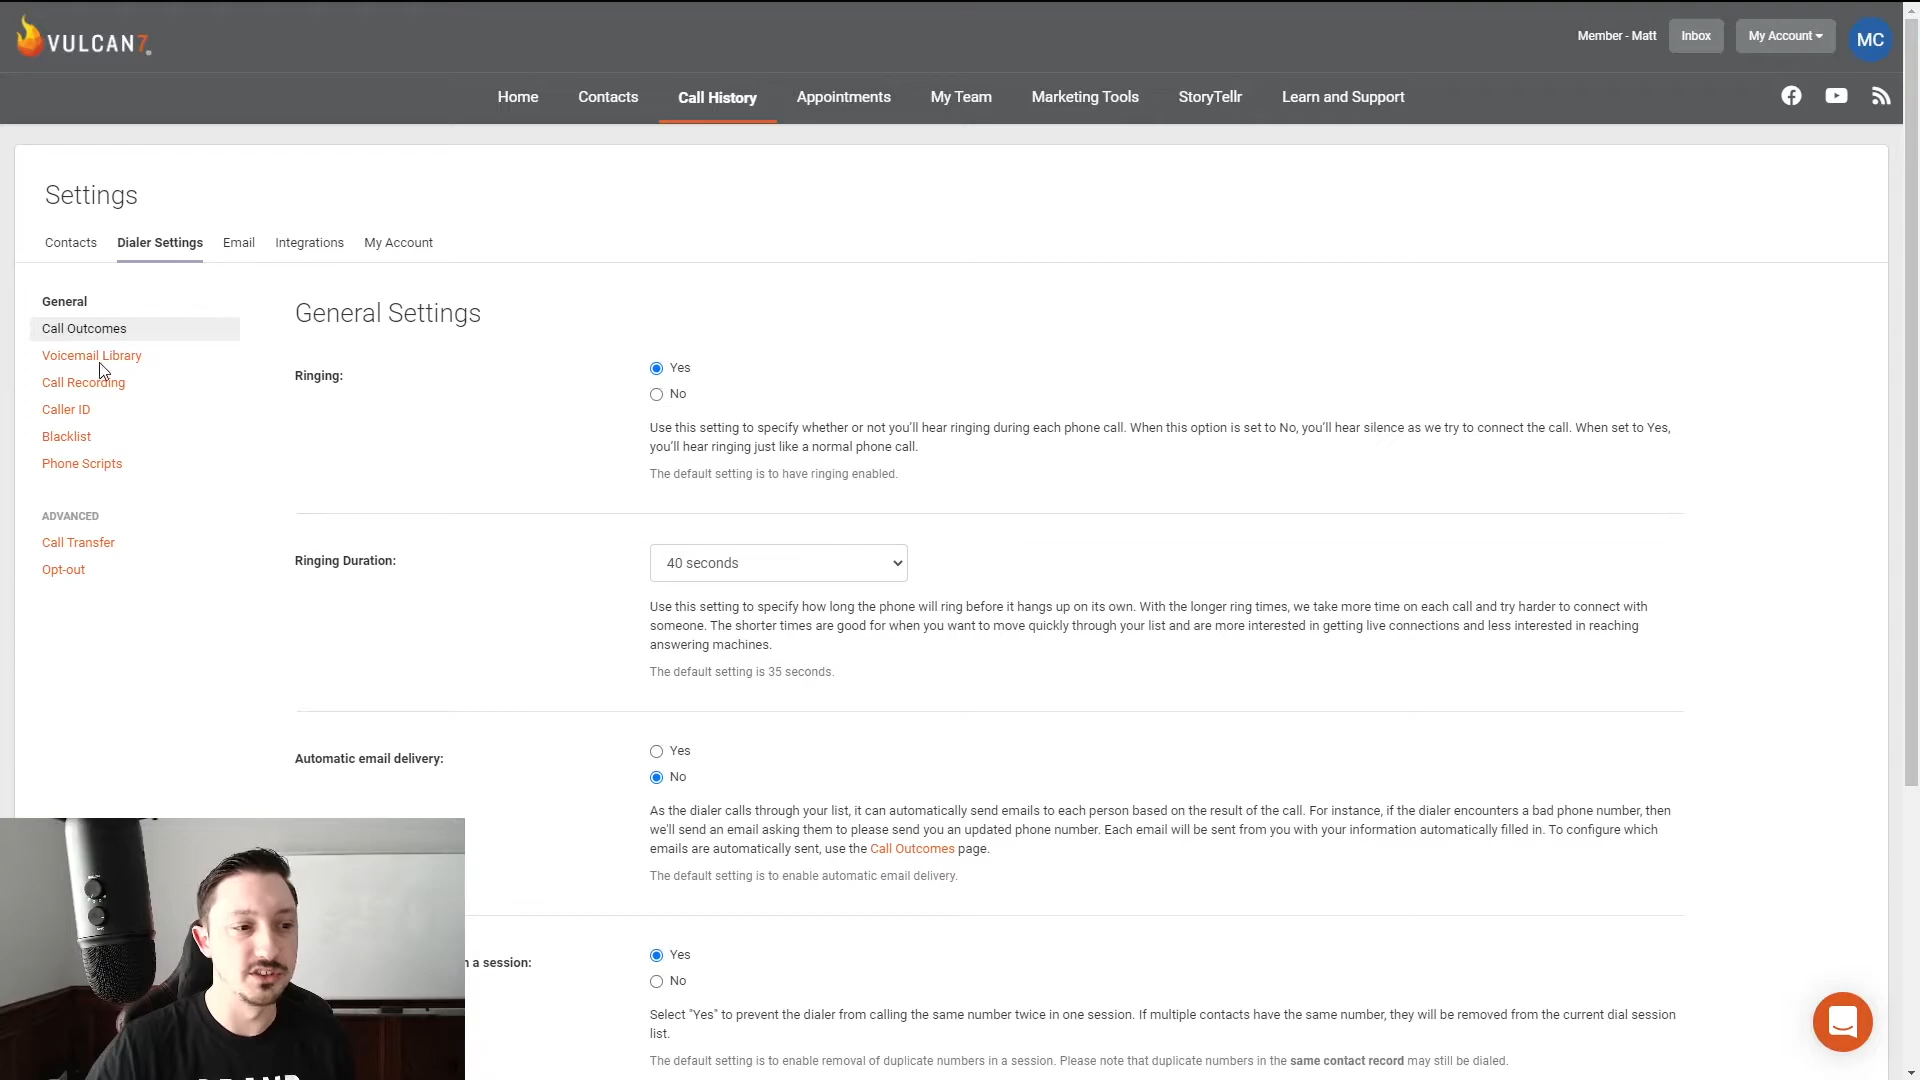 VULCAN7
Member - Matt
Inbox
My Account
MC
Home
Contacts
Call History
Appointments
My Team
Marketing Tools
StoryTellr
Learn and Support
Settings
Contacts
Dialer Settings
Email
Integrations
My Account
General
Call Outcomes
Voicemail Library
Call Recording
Caller ID
Blacklist
Phone Scripts
ADVANCED
Call Transfer
Opt-out
General Settings
Ringing:
Yes
No
Use this setting to specify whether or not you'll hear ringing during each phone call. When this option is set to No, you'll hear silence as we try to connect the call. When set to Yes,
you'll hear ringing just like a normal phone call.
The default setting is to have ringing enabled.
Ringing Duration:
40 seconds
Use this setting to specify how long the phone will ring before it hangs up on its own. With the longer ring times, we take more time on each call and try harder to connect with
someone. The shorter times are good for when you want to move quickly through your list and are more interested in getting live connections and less interested in reaching
answering machines.
The default setting is 35 seconds.
Automatic email delivery:
Yes
No
As the dialer calls through your list, it can automatically send emails to each person based on the result of the call. For instance, if the dialer encounters a bad phone number, then
we'll send an email asking them to please send you an updated phone number. Each email will be sent from you with your information automatically filled in. To configure which
emails are automatically sent, use the Call Outcomes page.
The default setting is to enable automatic email delivery.
a session:
Yes
No
Select "Yes" to prevent the dialer from calling the same number twice in one session. If multiple contacts have the same number, they will be removed from the current dial session
list.
The default setting is to enable removal of duplicate numbers in a session. Please note that duplicate numbers in the same contact record may still be dialed.